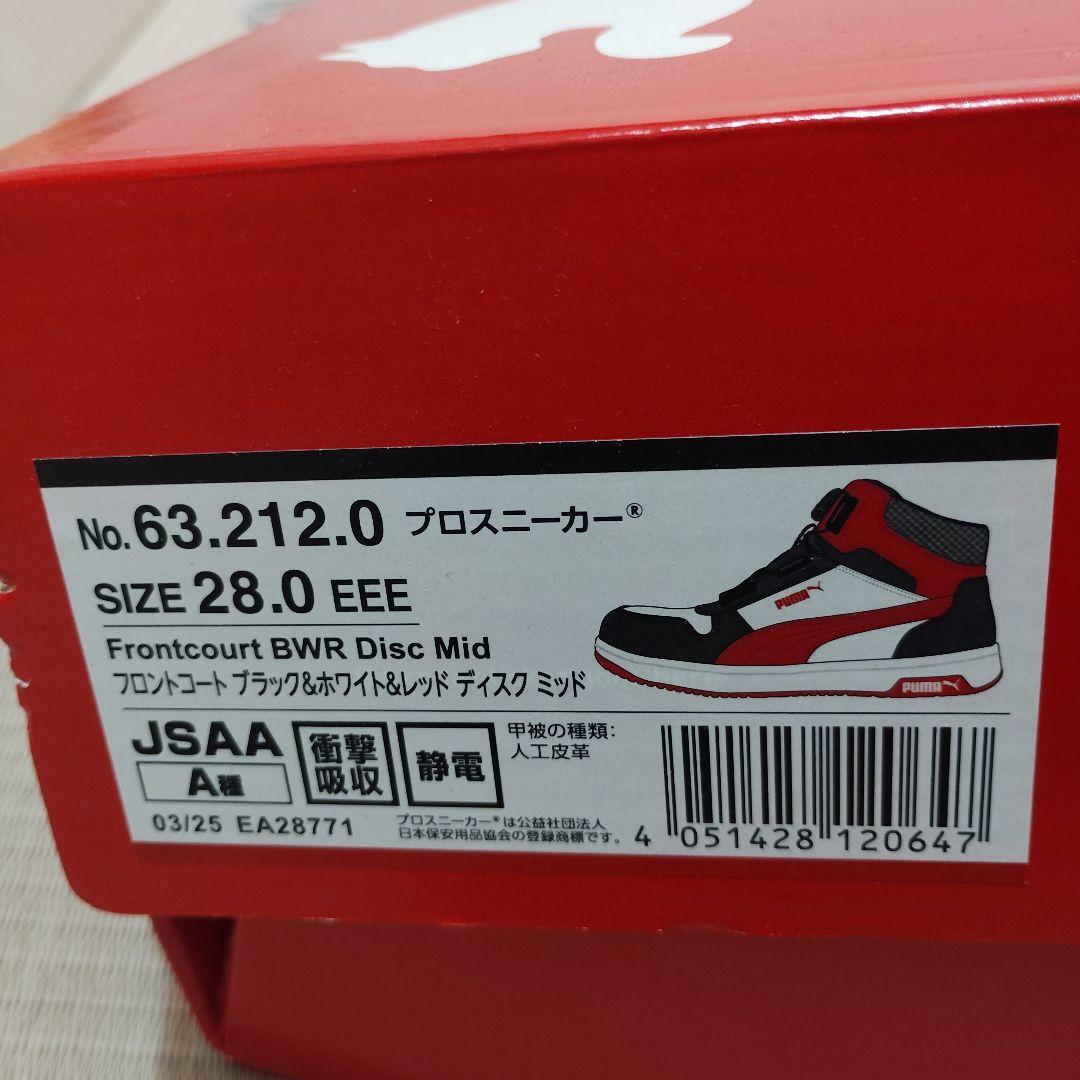 No. 63.212.0 プロスニーカー®
SIZE 28.0 EEE
Frontcourt BWR Disc Mid
フロントコート ブラック&ホワイト&レッド ディスク ミッド
PUMA
PUMA
JSAA
A種
衝撃
吸収
静電
甲被の種類:
人工皮革
03/25 EA28771
プロスニーカー®は公益社団法人
日本保安用品協会の登録商標です。
4 051428 120647